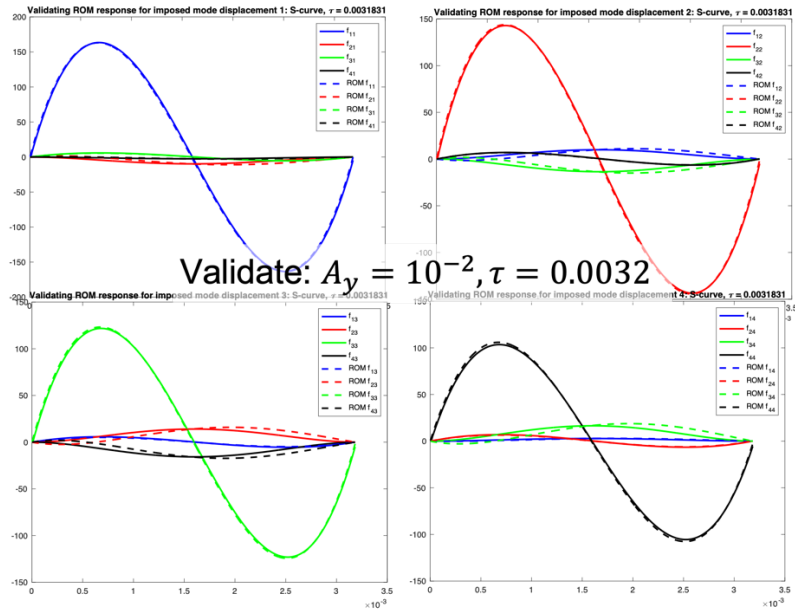 Validating ROM response for imposed mode displacement 1: S-curve, τ = 0.0031831
200
150
100
50
0
-50
-100
-150
-200
f11
f21
f31
f41
ROM f11
ROM f21
ROM f31
ROM f41
Validating ROM response for imposed mode displacement 2: S-curve, τ = 0.0031831
150
100
50
0
-50
-100
f12
f22
f32
f42
ROM f12
ROM f22
ROM f32
ROM f42
3.5
-3
Validate: A_y = 10^{-2}, τ = 0.0032
Validating ROM response for imposed mode displacement 3: S-curve, τ = 0.0031831
150
100
50
0
-50
-100
-150
0 0.5 1 1.5 2 2.5 3 3.5
×10^{-3}
f13
f23
f33
f43
ROM f13
ROM f23
ROM f33
ROM f43
Validating ROM response for imposed mode displacement 4: S-curve, τ = 0.0031831
100
50
0
-50
-100
-150
0 0.5 1 1.5 2 2.5 3 3.5
×10^{-3}
f14
f24
f34
f44
ROM f14
ROM f24
ROM f34
ROM f44